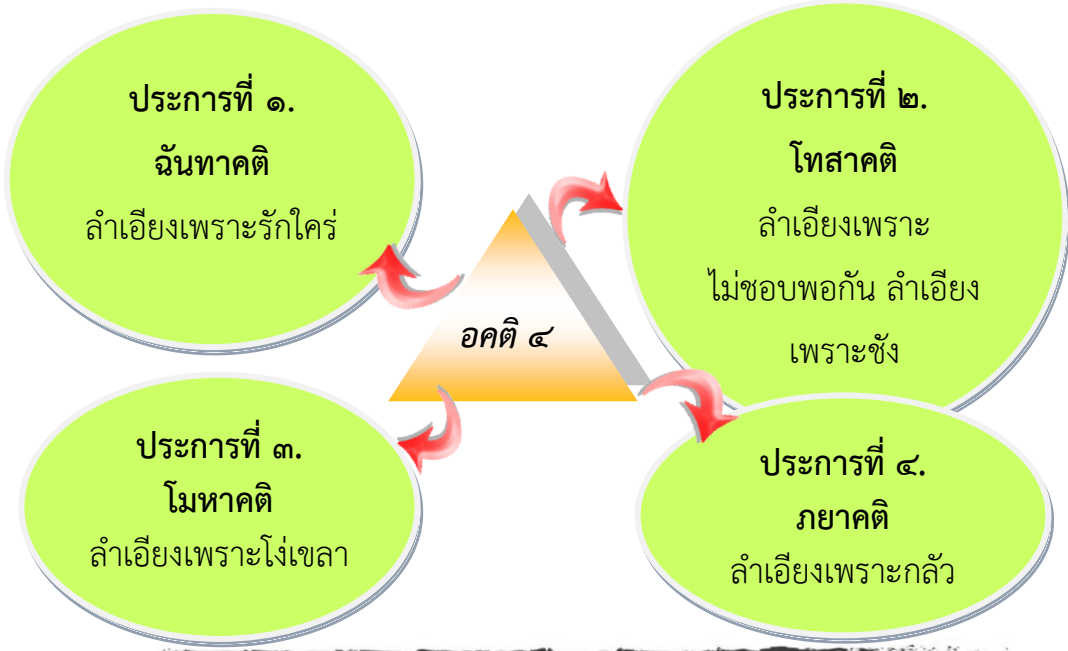 ประการที่ ๑.
ฉันทาคติ
ลำเอียงเพราะรักใคร่
ประการที่ ๒.
โทสาคติ
ลำเอียงเพราะ
ไม่ชอบพอกัน ลำเอียง
เพราะชัง
อคติ ๔
ประการที่ ๓.
โมหาคติ
ลำเอียงเพราะโง่เขลา
ประการที่ ๔.
ภยาคติ
ลำเอียงเพราะกลัว